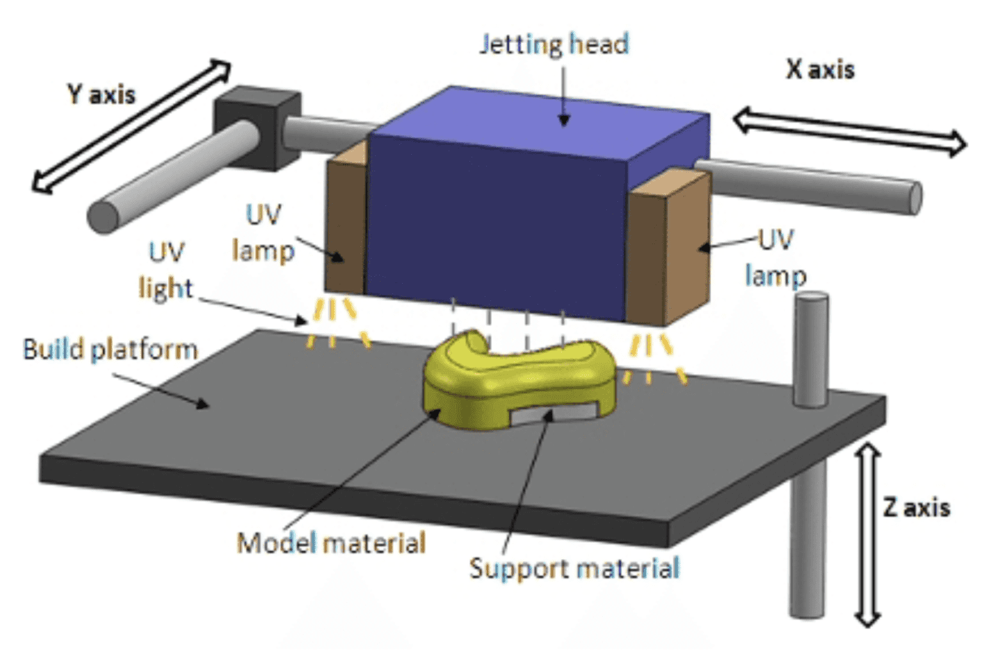 Jetting head
X axis
Y axis
UV
lamp
UV
light
UV
lamp
Build platform
Z axis
Model material
Support material